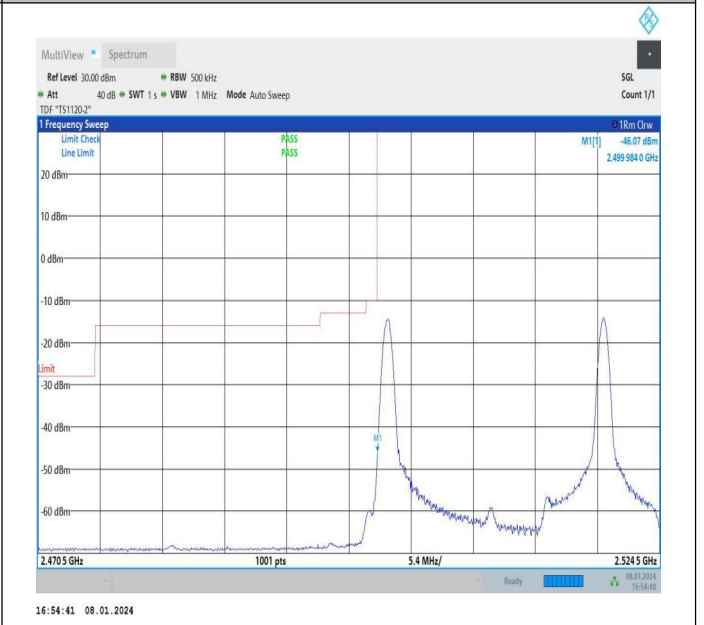 MultiView Spectrum
Ref Level 30.00 dBm RBW 500 kHz SGL
Att 40 dB SWT 1 s VBW 1 MHz Mode Auto Sweep Count 1/1
TDF "TS1120-2"
1 Frequency Sweep 1Rm Clrw
Limit Check PASS M1[1] -46.07 dBm
Line Limit PASS 2.499 984 0 GHz
20 dBm
10 dBm
0 dBm
-10 dBm
-20 dBm
Limit
-30 dBm
-40 dBm
M1
-50 dBm
-60 dBm
2.470 5 GHz 1001 pts 5.4 MHz/ 2.524 5 GHz
Ready 08.01.2024
16:54:40
16:54:41 08.01.2024